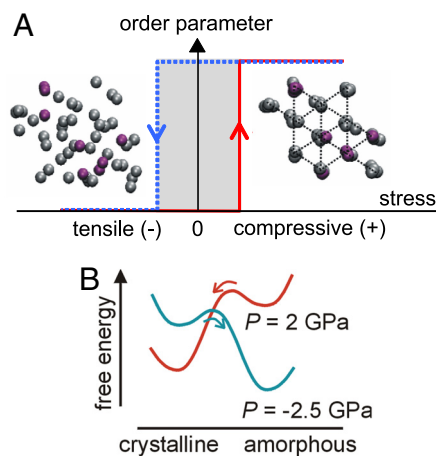 A
order parameter
stress
tensile (-) 0 compressive (+)
B
free energy
P = 2 GPa
P = -2.5 GPa
crystalline amorphous